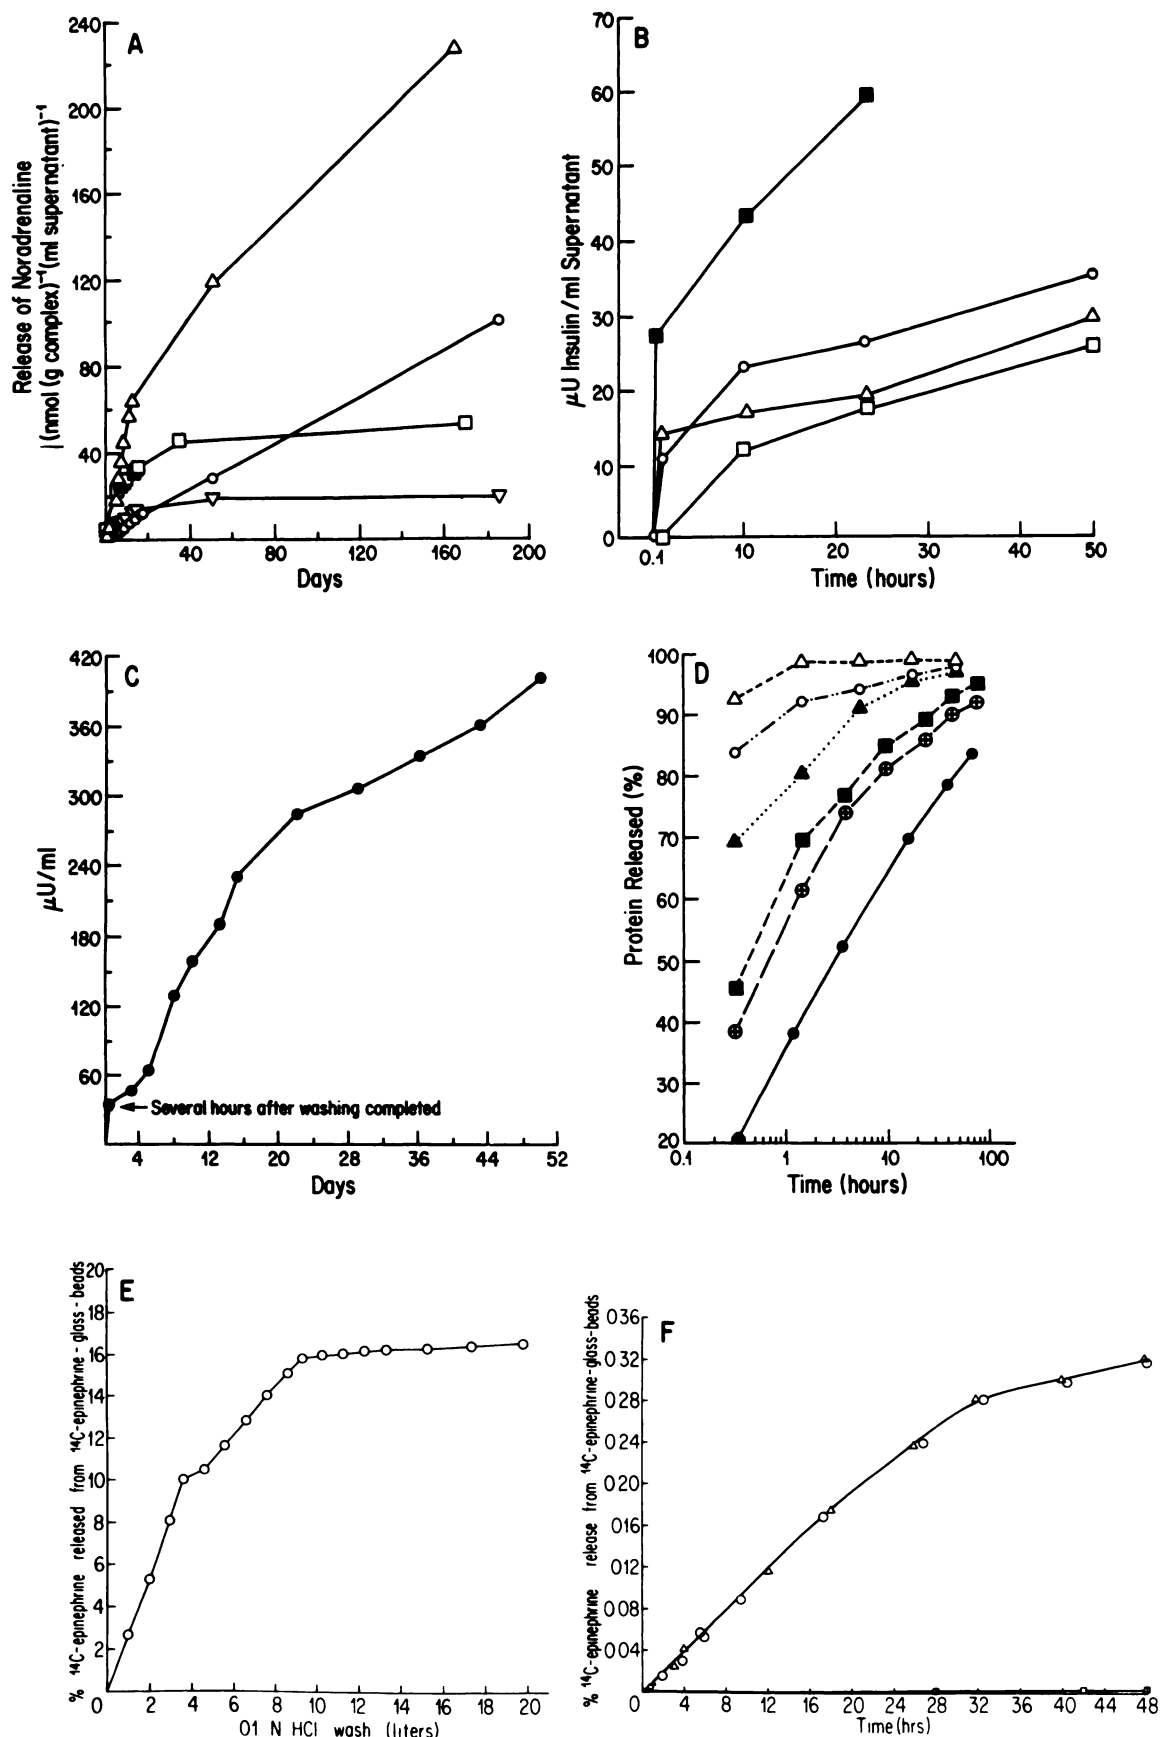 A
240
200
160
120
80
40
Release of Noradrenaline
|(nmol (g complex)⁻¹(ml supernatant)⁻¹
40 80 120 160 200
Days
B
70
60
50
40
30
20
10
0
μU Insulin/ml Supernatant
0.1 10 20 30 40 50
Time (hours)
C
420
360
300
240
180
120
60
μU/ml
Several hours after washing completed
4 12 20 28 36 44 52
Days
D
100
90
80
70
60
50
40
30
20
Protein Released (%)
0.1 1 10 100
Time (hours)
E
20
18
16
14
12
10
8
6
4
2
% ¹⁴C-epinephrine released from ¹⁴C-epinephrine-glass-beads
0 2 4 6 8 10 12 14 16 18 20
01 N HCl wash (liters)
F
036
032
028
024
020
016
012
008
004
% ¹⁴C-epinephrine release from ¹⁴C-epinephrine-glass-beads
0 4 8 12 16 20 24 28 32 36 40 44 48
Time(hrs)